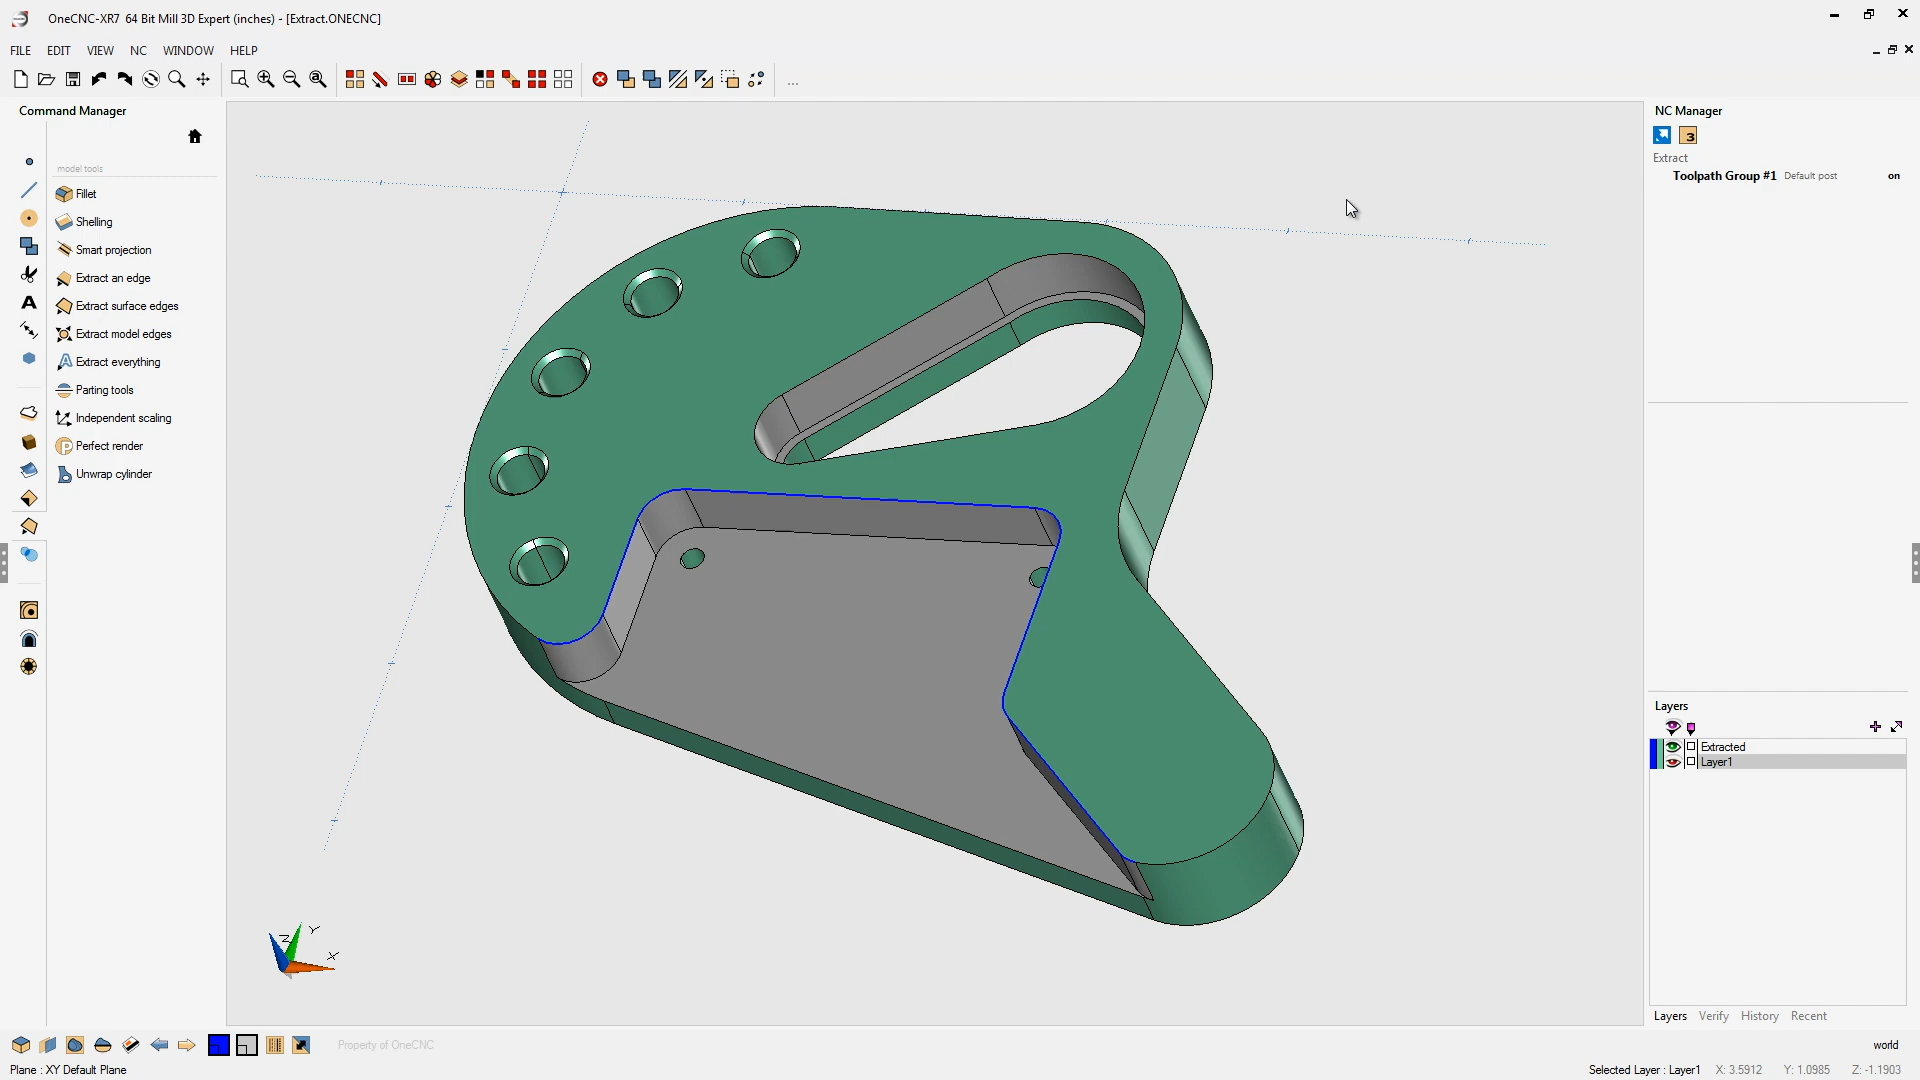 OneCNC-XR7 64 Bit Mill 3D Expert (inches) - [Extract.ONECNC]
FILE EDIT VIEW NC WINDOW HELP
...
Command Manager
model tools
Fillet
Shelling
Smart projection
Extract an edge
Extract surface edges
Extract model edges
Extract everything
Parting tools
Independent scaling
Perfect render
Unwrap cylinder
A
Z Y X
NC Manager
3
Extract
Toolpath Group #1 Default post on
Layers
Extracted
Layer1
Layers Verify History Recent
Property of OneCNC
world
Plane : XY Default Plane
Selected Layer : Layer1 X: 3.5912 Y: 1.0985 Z: -1.1903